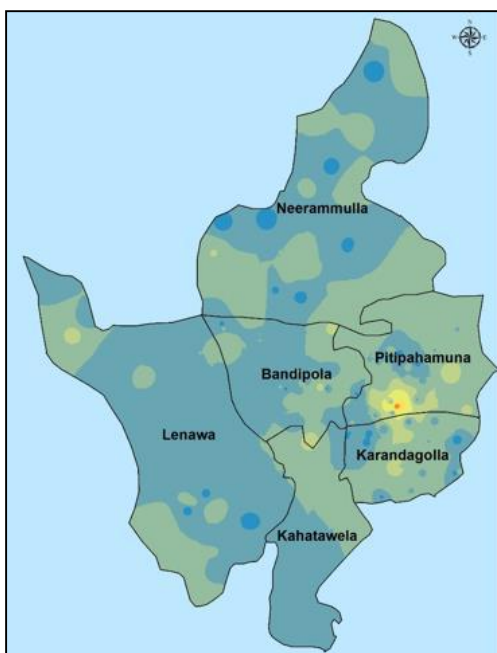 N
W E
S
Neerammulla
Pitipahamuna
Bandipola
Lenawa
Karandagolla
Kahatawela